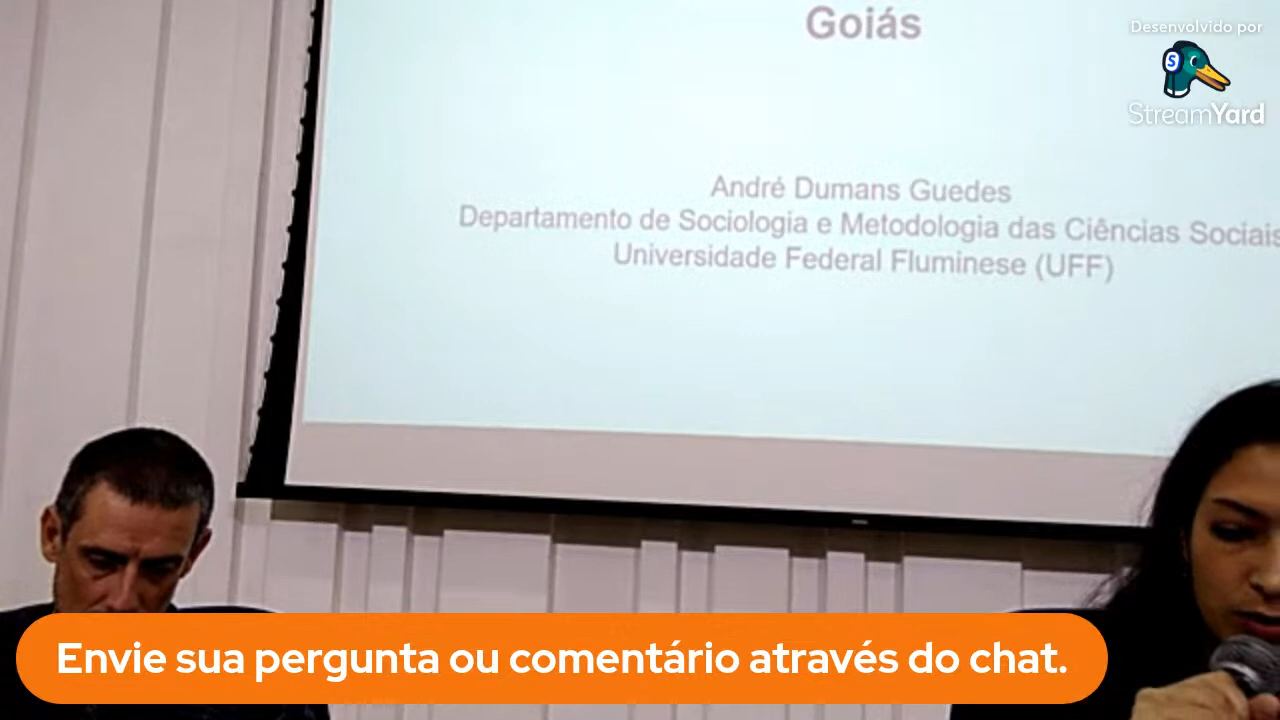 Goiás
Desenvolvido por
S
StreamYard
André Dumans Guedes
Departamento de Sociologia e Metodologia das Ciências Sociais
Universidade Federal Fluminese (UFF)
Envie sua pergunta ou comentário através do chat.